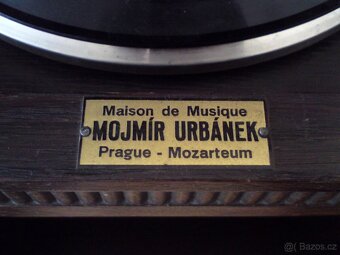 Maison de Musique
MOJMÍR URBÁNEK
Prague - Mozarteum
© Bazos.cz